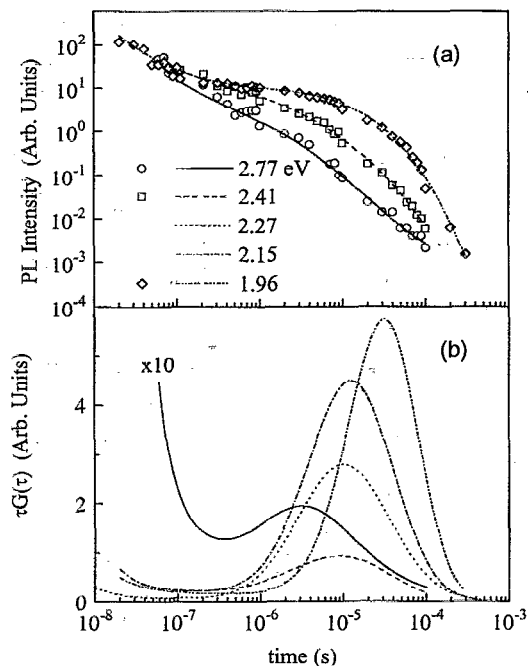 (a)
PL Intensity (Arb. Units)
10²
10¹
10⁰
10⁻¹
10⁻²
10⁻³
10⁻⁴
2.77 eV
2.41
2.27
2.15
1.96
(b)
x10
τG(τ) (Arb. Units)
4
2
0
10⁻⁸ 10⁻⁷ 10⁻⁶ 10⁻⁵ 10⁻⁴ 10⁻³
time (s)